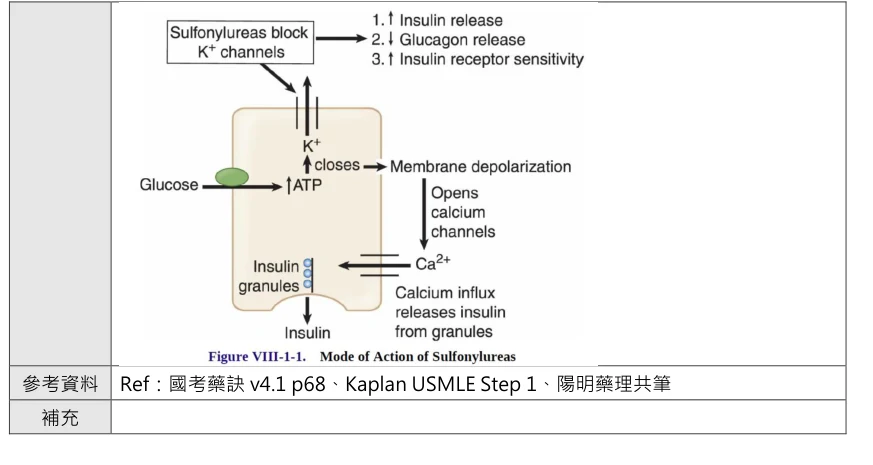 Sulfonylureas block
K⁺ channels
1.↑ Insulin release
2.↓ Glucagon release
3.↑ Insulin receptor sensitivity
K⁺
closes
Membrane depolarization
Glucose
↑ATP
Opens
calcium
channels
Ca²⁺
Insulin
granules
Calcium influx
releases insulin
from granules
Insulin
Figure VIII-1-1. Mode of Action of Sulfonylureas
參考資料 Ref：國考藥訣 v4.1 p68、Kaplan USMLE Step 1、陽明藥理共筆
補充